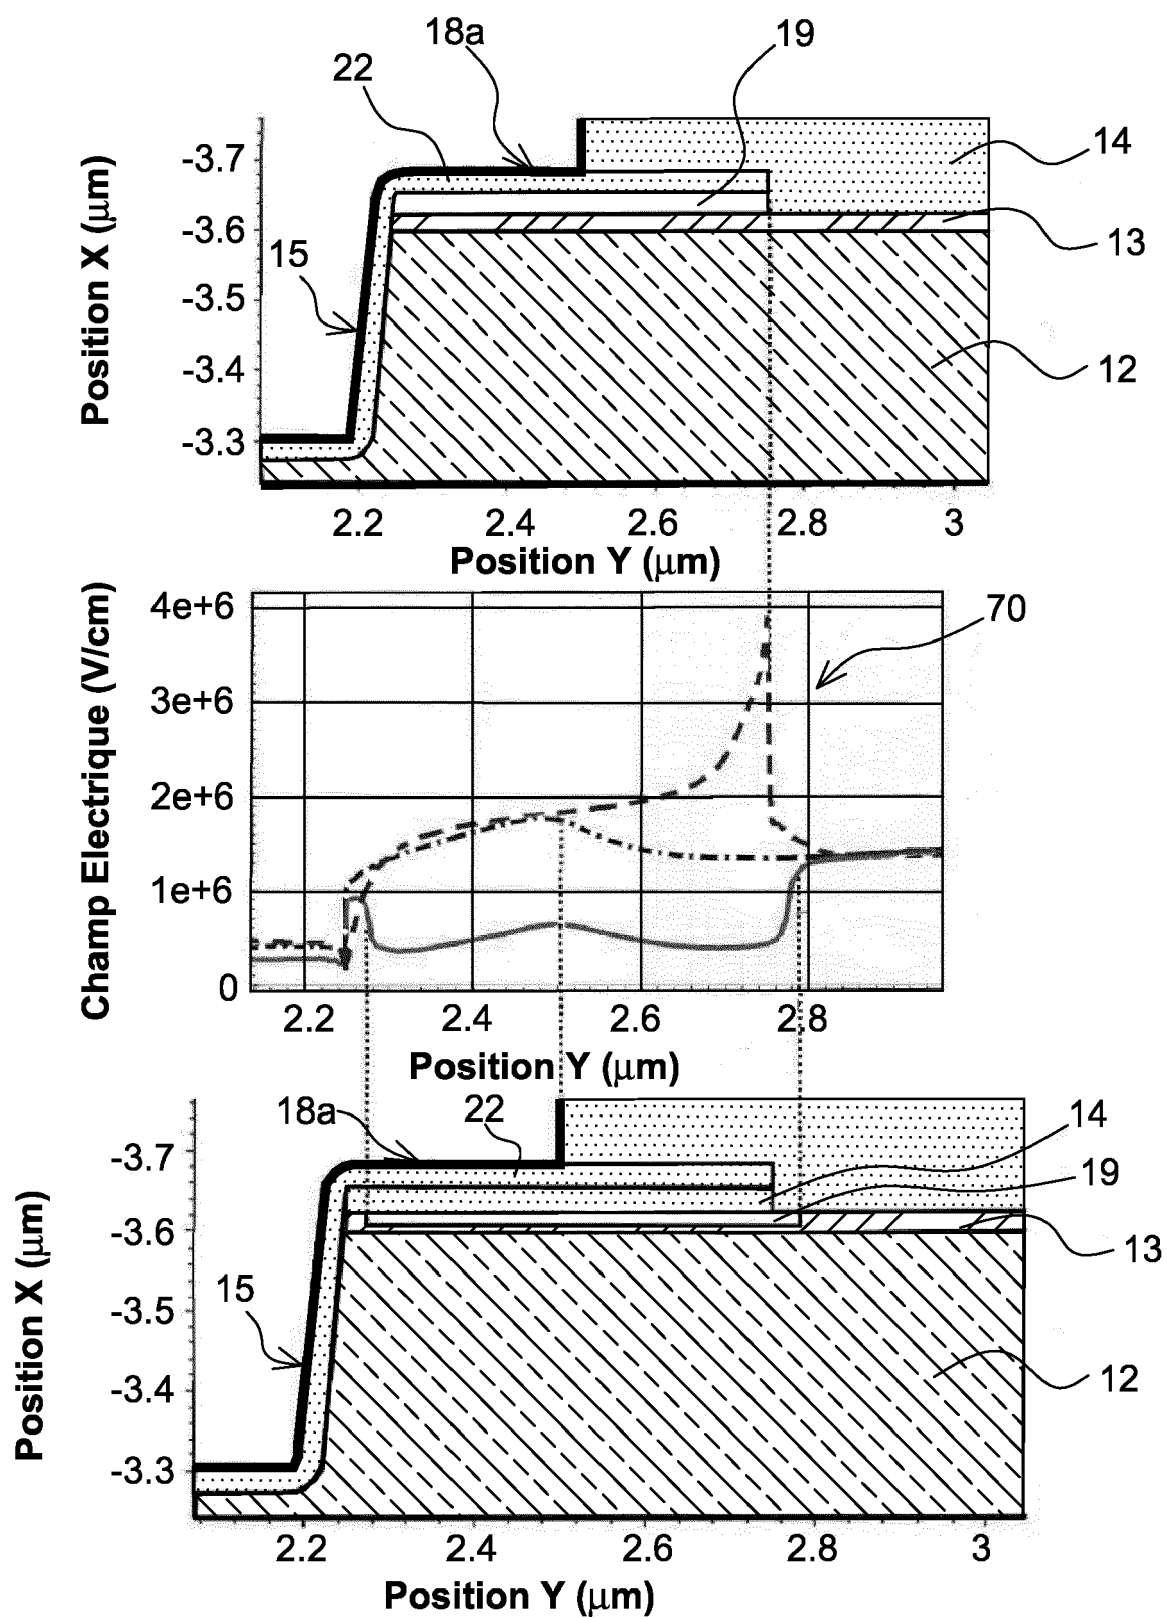 18a
19
22
14
-3.7
-3.6
13
15
-3.5
12
-3.4
-3.3
Position X (μm)
2.2 2.4 2.6 2.8 3
Position Y (μm)
4e+6
70
3e+6
2e+6
1e+6
0
Champ Electrique (V/cm)
2.2 2.4 2.6 2.8
Position Y (μm)
18a
22
14
-3.7
19
-3.6
13
15
-3.5
12
-3.4
-3.3
Position X (μm)
2.2 2.4 2.6 2.8 3
Position Y (μm)